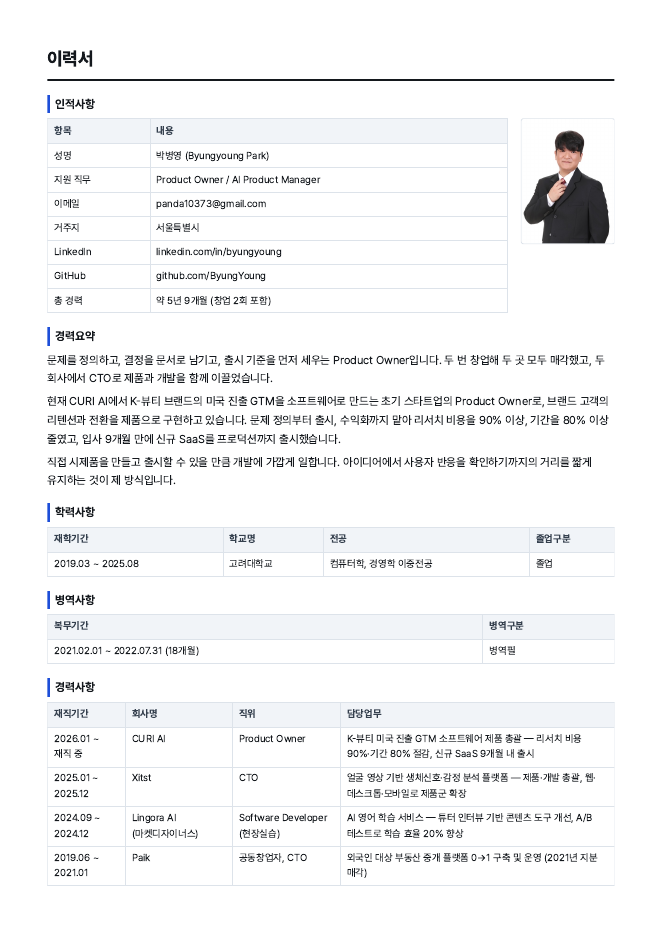 이력서
인적사항
항목 내용
성명 박병영 (Byungyoung Park)
지원 직무 Product Owner / AI Product Manager
이메일 panda10373@gmail.com
거주지 서울특별시
LinkedIn linkedin.com/in/byungyoung
GitHub github.com/ByungYoung
총 경력 약 5년 9개월 (창업 2회 포함)
경력요약
문제를 정의하고, 결정을 문서로 남기고, 출시 기준을 먼저 세우는 Product Owner입니다. 두 번 창업해 두 곳 모두 매각했고, 두
회사에서 CTO로 제품과 개발을 함께 이끌었습니다.
현재 CURI AI에서 K-뷰티 브랜드의 미국 진출 GTM을 소프트웨어로 만드는 초기 스타트업의 Product Owner로, 브랜드 고객의
리텐션과 전환을 제품으로 구현하고 있습니다. 문제 정의부터 출시, 수익화까지 맡아 리서치 비용을 90% 이상, 기간을 80% 이상
줄였고, 입사 9개월 만에 신규 SaaS를 프로덕션까지 출시했습니다.
직접 시제품을 만들고 출시할 수 있을 만큼 개발에 가깝게 일합니다. 아이디어에서 사용자 반응을 확인하기까지의 거리를 짧게
유지하는 것이 제 방식입니다.
학력사항
재학기간 학교명 전공 졸업구분
2019.03 ~ 2025.08 고려대학교 컴퓨터학, 경영학 이중전공 졸업
병역사항
복무기간 병역구분
2021.02.01 ~ 2022.07.31 (18개월) 병역필
경력사항
재직기간 회사명 직위 담당업무
2026.01 ~ CURI AI Product Owner K-뷰티 미국 진출 GTM 소프트웨어 제품 총괄 — 리서치 비용
재직 중 90%·기간 80% 절감, 신규 SaaS 9개월 내 출시
2025.01 ~ Xitst CTO 얼굴 영상 기반 생체신호·감정 분석 플랫폼 — 제품·개발 총괄, 웹·
2025.12 데스크톱·모바일로 제품군 확장
2024.09 ~ Lingora AI Software Developer AI 영어 학습 서비스 — 튜터 인터뷰 기반 콘텐츠 도구 개선, A/B
2024.12 (마켓디자이너스) (현장실습) 테스트로 학습 효율 20% 향상
2019.06 ~ Paik 공동창업자, CTO 외국인 대상 부동산 중개 플랫폼 0→1 구축 및 운영 (2021년 지분
2021.01 매각)